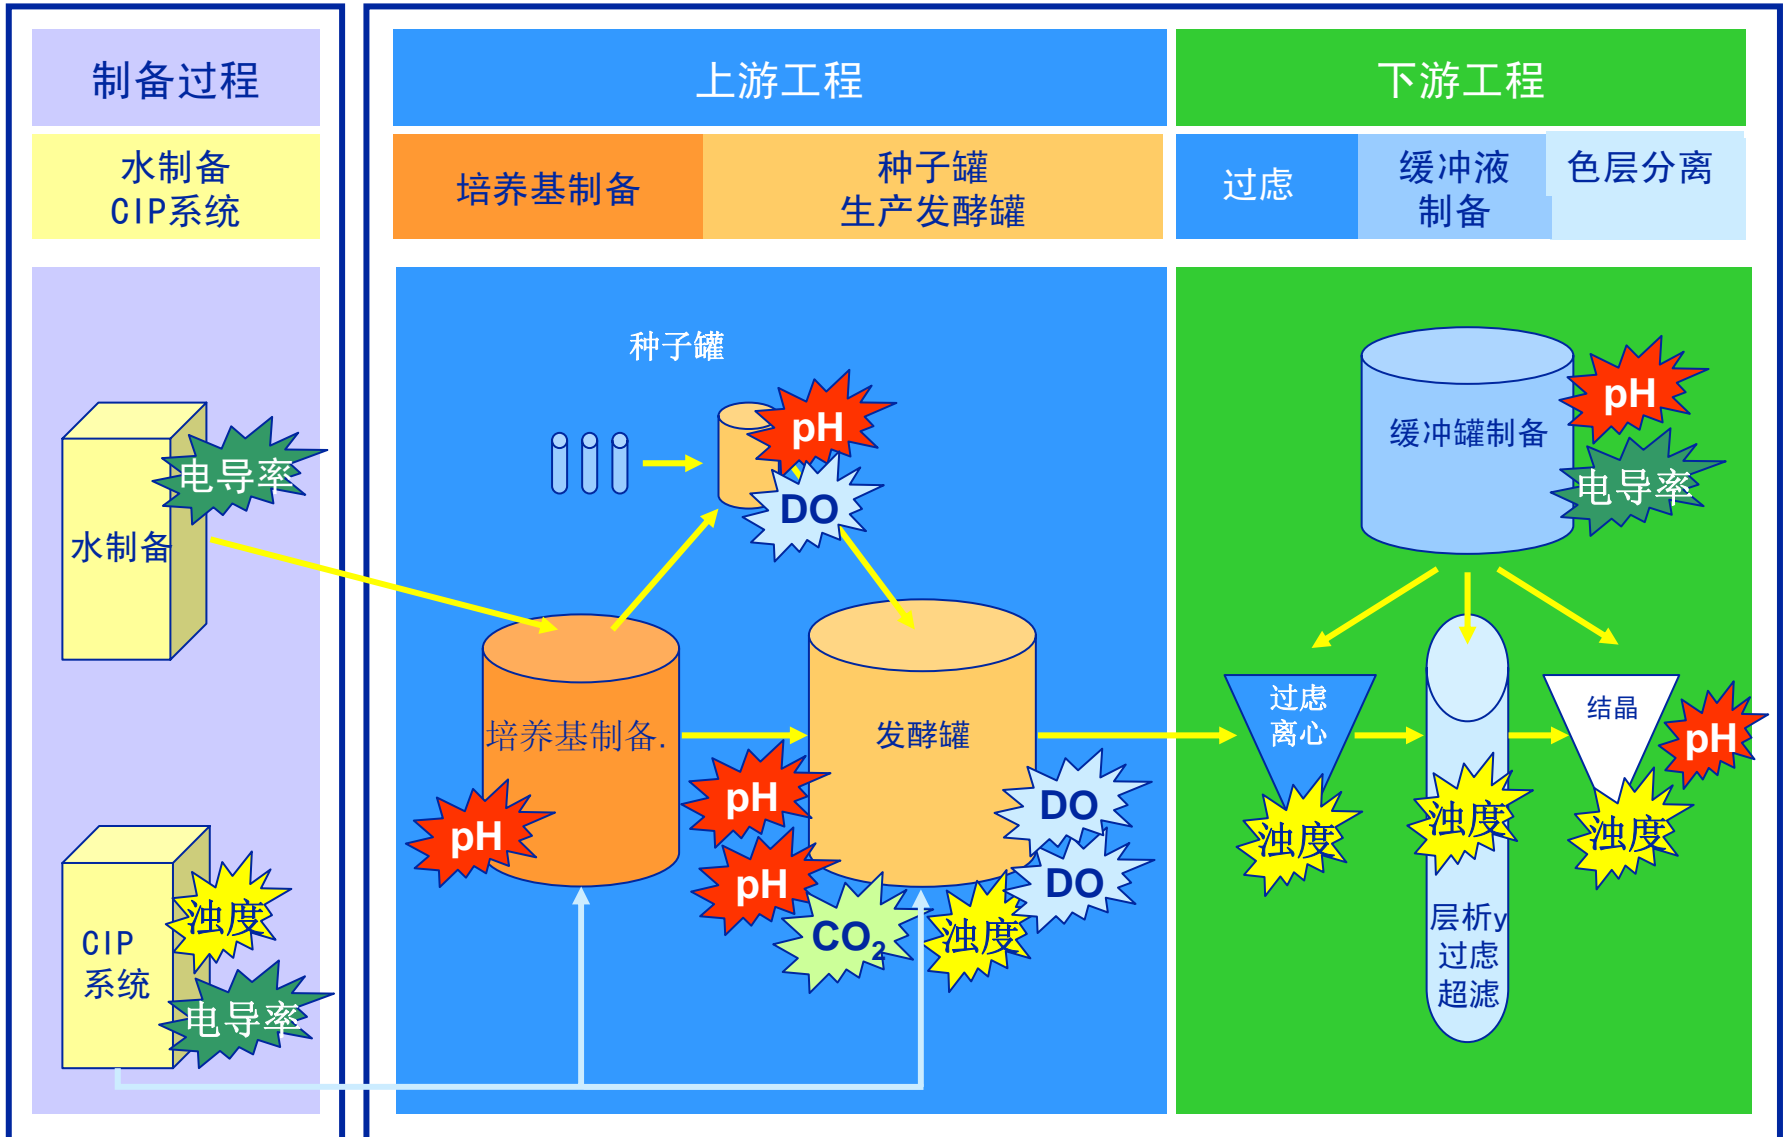 制备过程
上游工程
下游工程
水制备
CIP系统
培养基制备
种子罐
生产发酵罐
过虑
缓冲液
制备
色层分离
电导率
水制备
浊度
CIP
系统
电导率
种子罐
pH
DO
培养基制备.
pH
发酵罐
pH
pH
CO₂
浊度
DO
DO
缓冲罐制备
pH
电导率
过虑
离心
浊度
浊度
层析y
过虑
超滤
结晶
pH
浊度